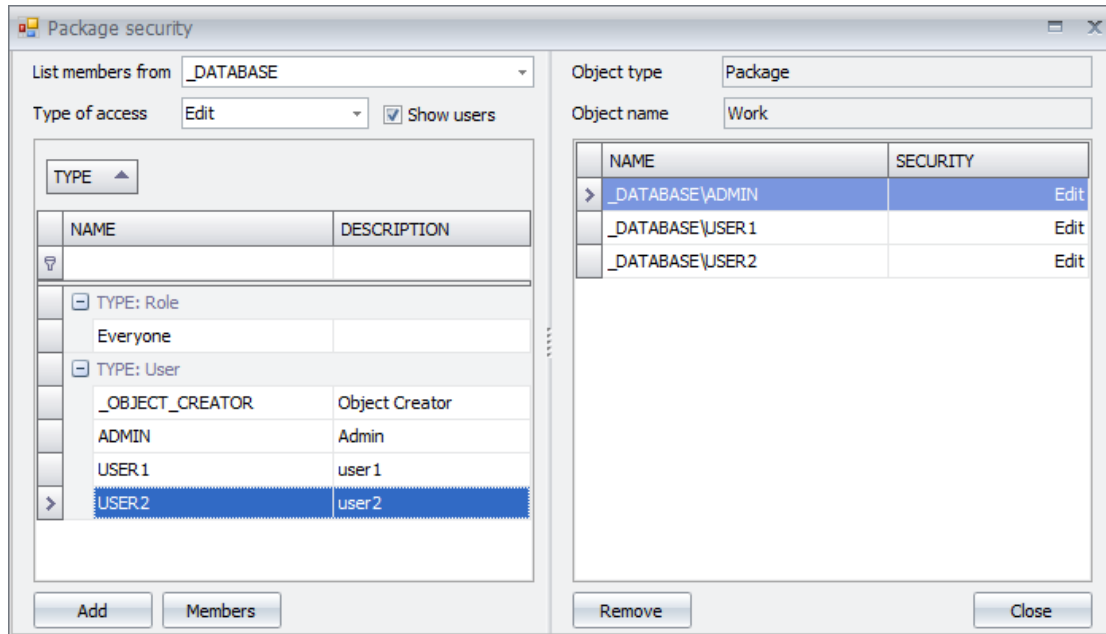 Package security
List members from _DATABASE
Type of access Edit Show users
TYPE
NAME DESCRIPTION
TYPE: Role
Everyone
TYPE: User
_OBJECT_CREATOR Object Creator
ADMIN Admin
USER1 user1
USER2 user2
Add Members
Object type Package
Object name Work
NAME SECURITY
_DATABASE\ADMIN Edit
_DATABASE\USER1 Edit
_DATABASE\USER2 Edit
Remove Close